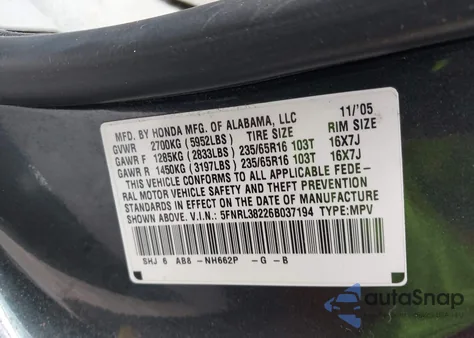 MFD. BY HONDA MFG. OF ALABAMA, LLC 11/'05
GVWR 2700KG (5952LBS) TIRE SIZE RIM SIZE
GAWR F 1285KG (2833LBS) 235/65R16 103T 16X7J
GAWR R 1450KG (3197LBS) 235/65R16 103T 16X7J
THIS VEHICLE CONFORMS TO ALL APPLICABLE FEDE-
RAL MOTOR VEHICLE SAFETY AND THEFT PREVENTION
STANDARDS IN EFFECT ON THE DATE OF MANUFACTURE
SHOWN ABOVE. V.I.N.: 5FNRL38226B037194 TYPE:MPV
SHJ 6 AB8 -NH662P -G -B
autoSnap